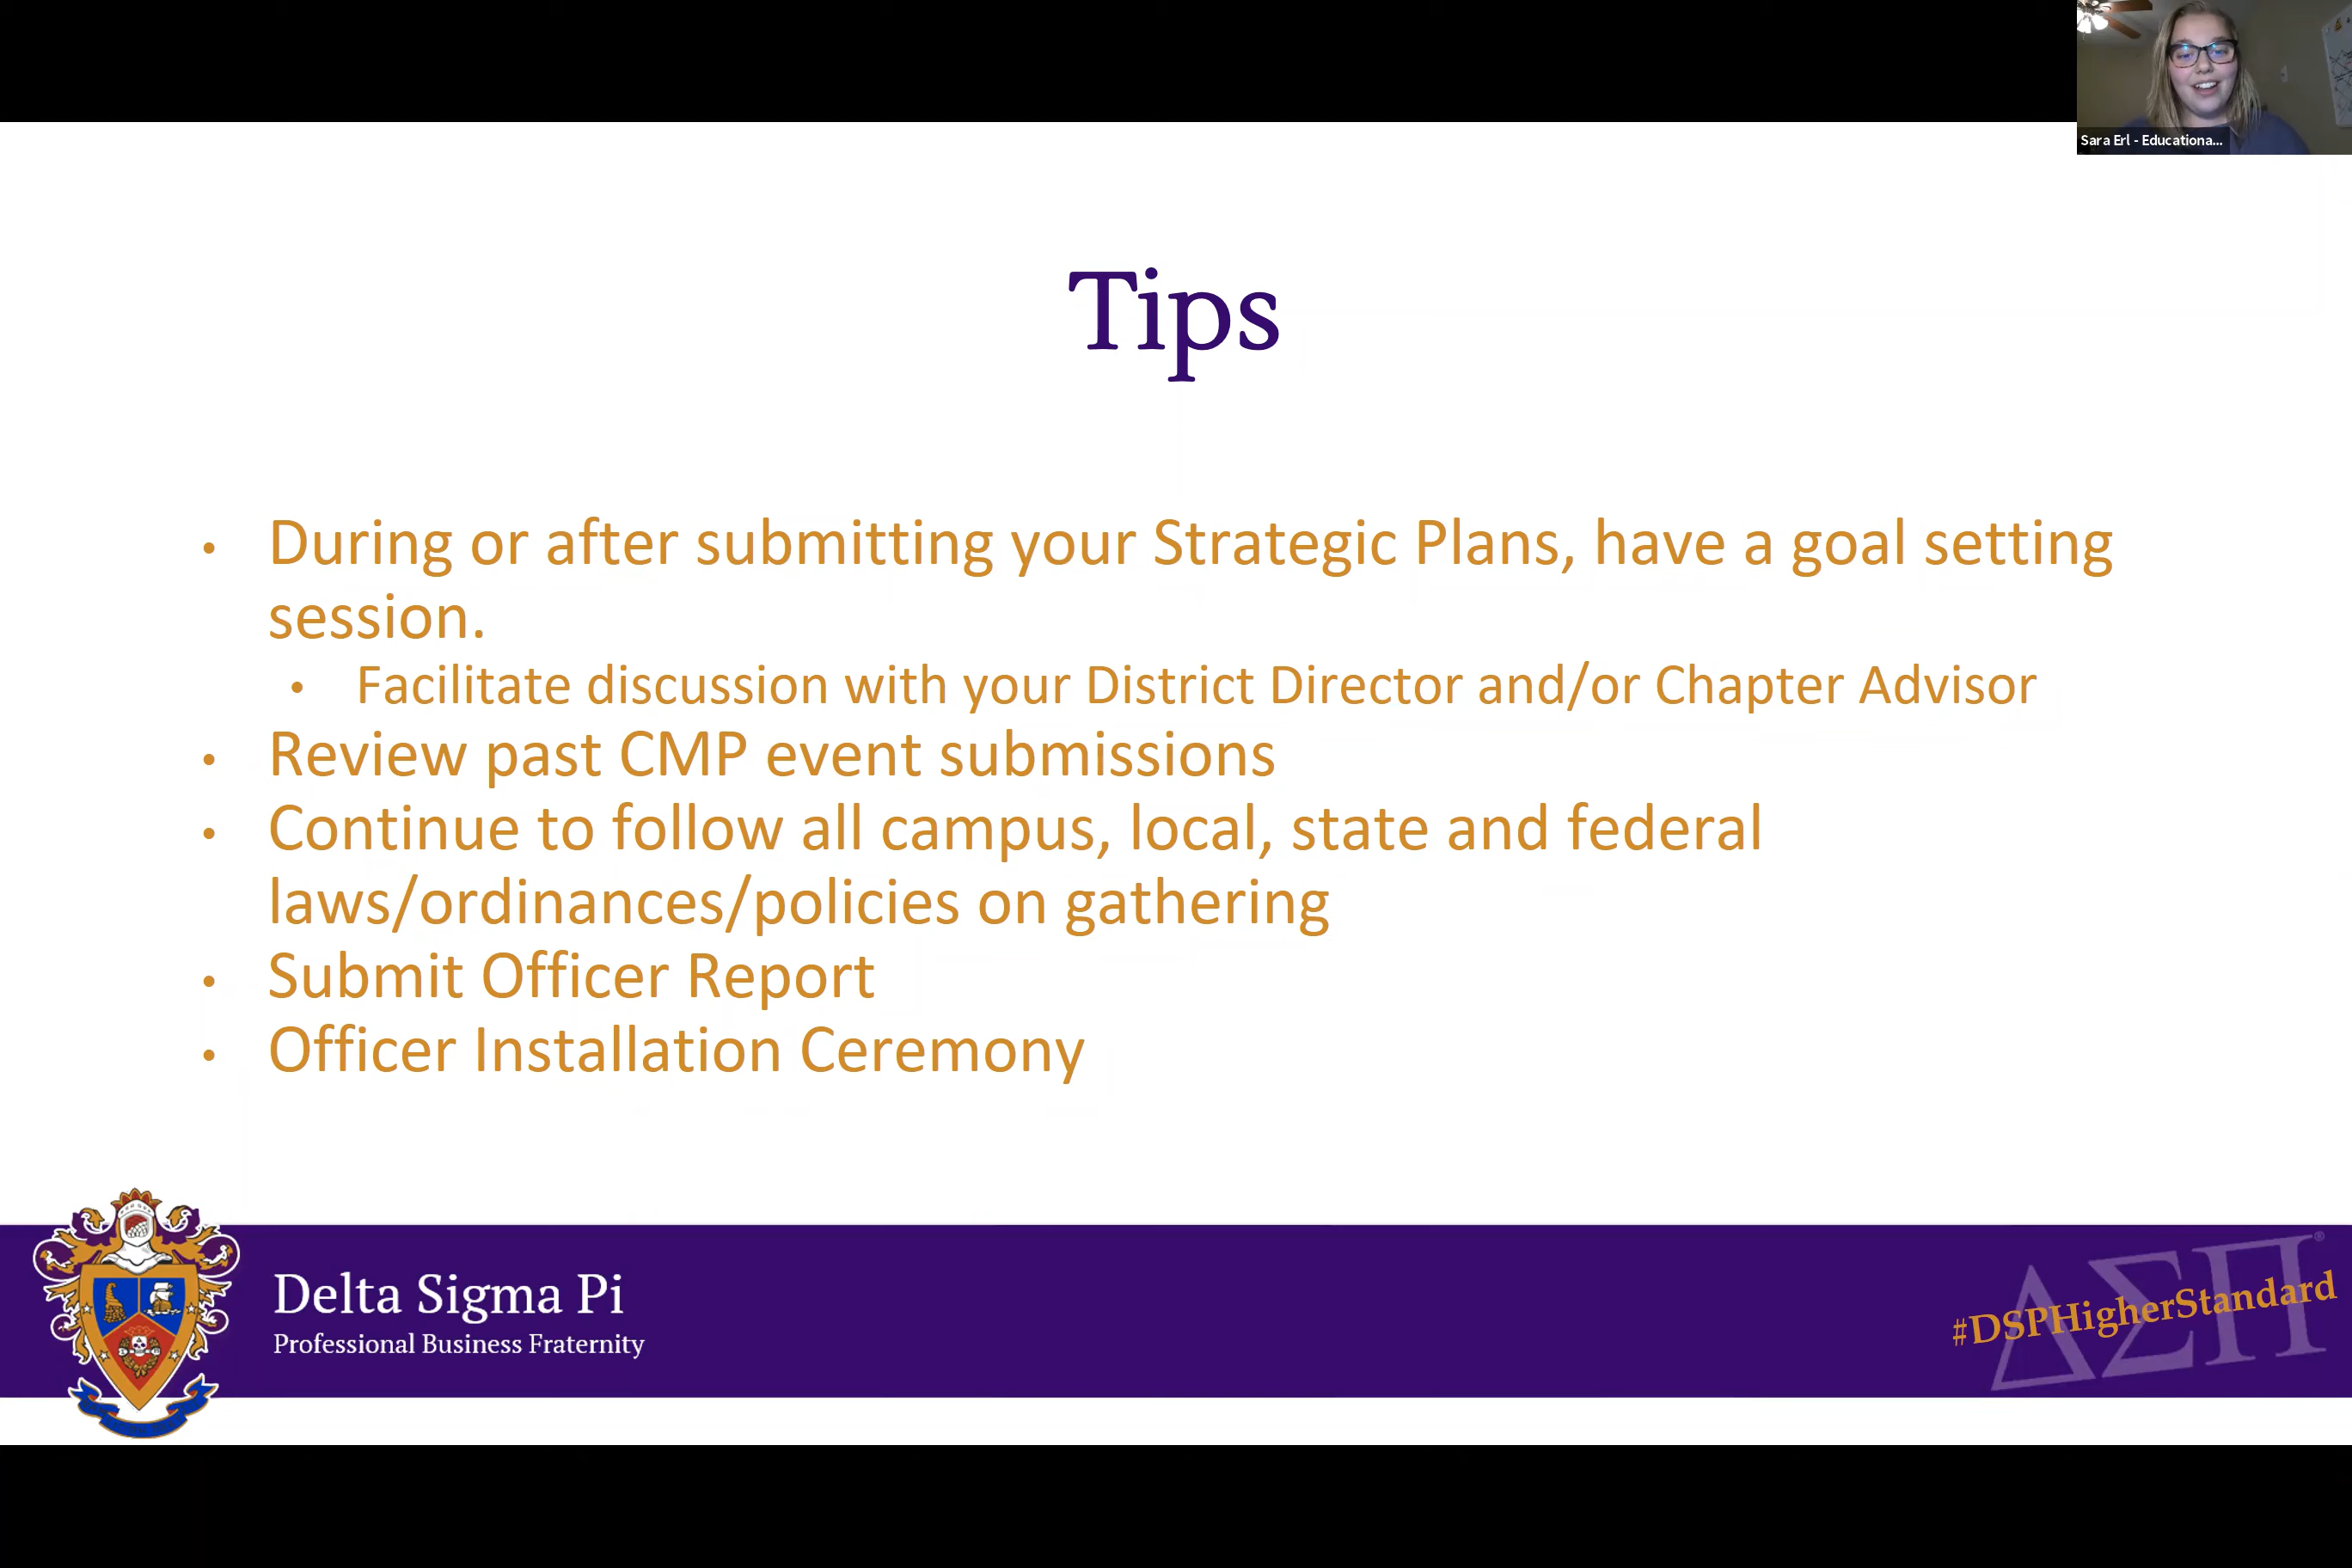 Sara Erl - Educationa...
Tips
• During or after submitting your Strategic Plans, have a goal setting
session.
• Facilitate discussion with your District Director and/or Chapter Advisor
• Review past CMP event submissions
• Continue to follow all campus, local, state and federal
laws/ordinances/policies on gathering
• Submit Officer Report
• Officer Installation Ceremony
Delta Sigma Pi
Professional Business Fraternity
ΔΣΠ®
#DSPHigherStandard